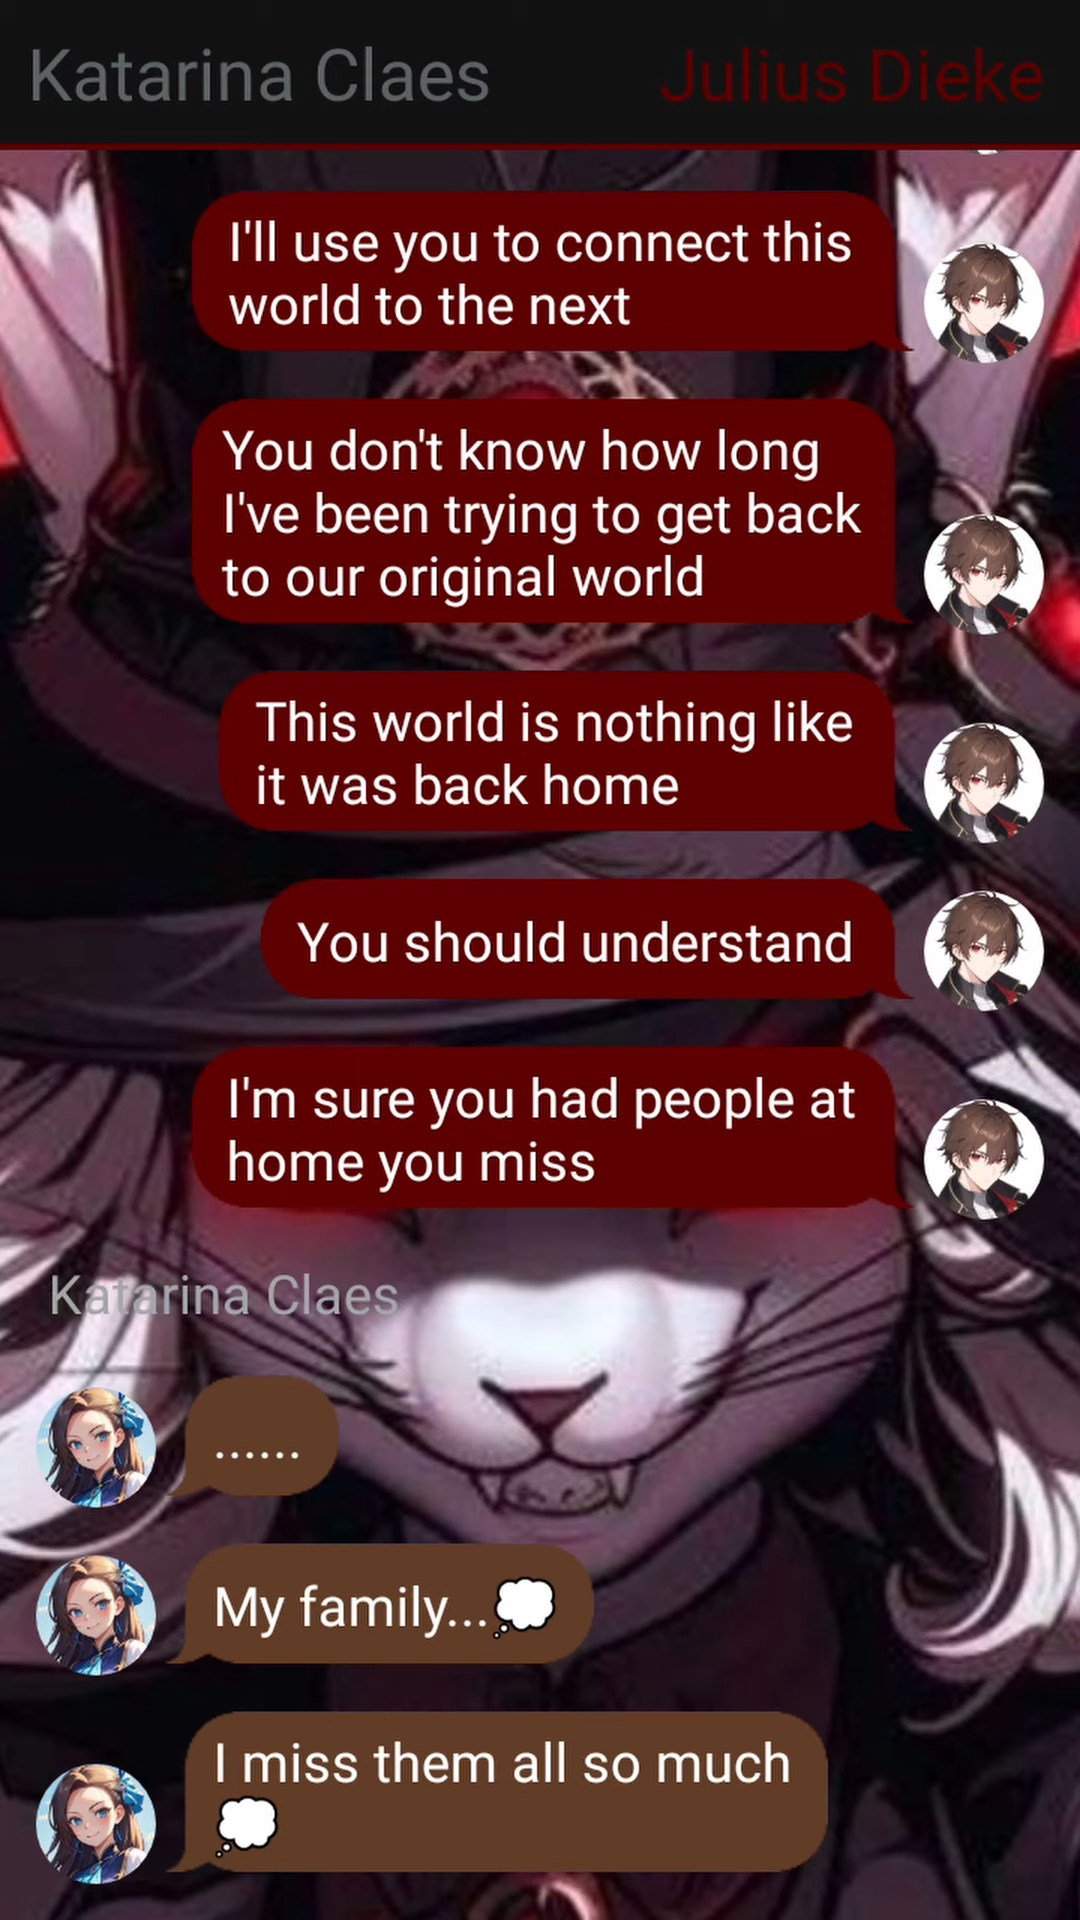 Katarina Claes
Julius Dieke
I'll use you to connect this
world to the next
You don't know how long
I've been trying to get back
to our original world
This world is nothing like
it was back home
You should understand
I'm sure you had people at
home you miss
Katarina Claes
......
My family...💭
I miss them all so much
💭